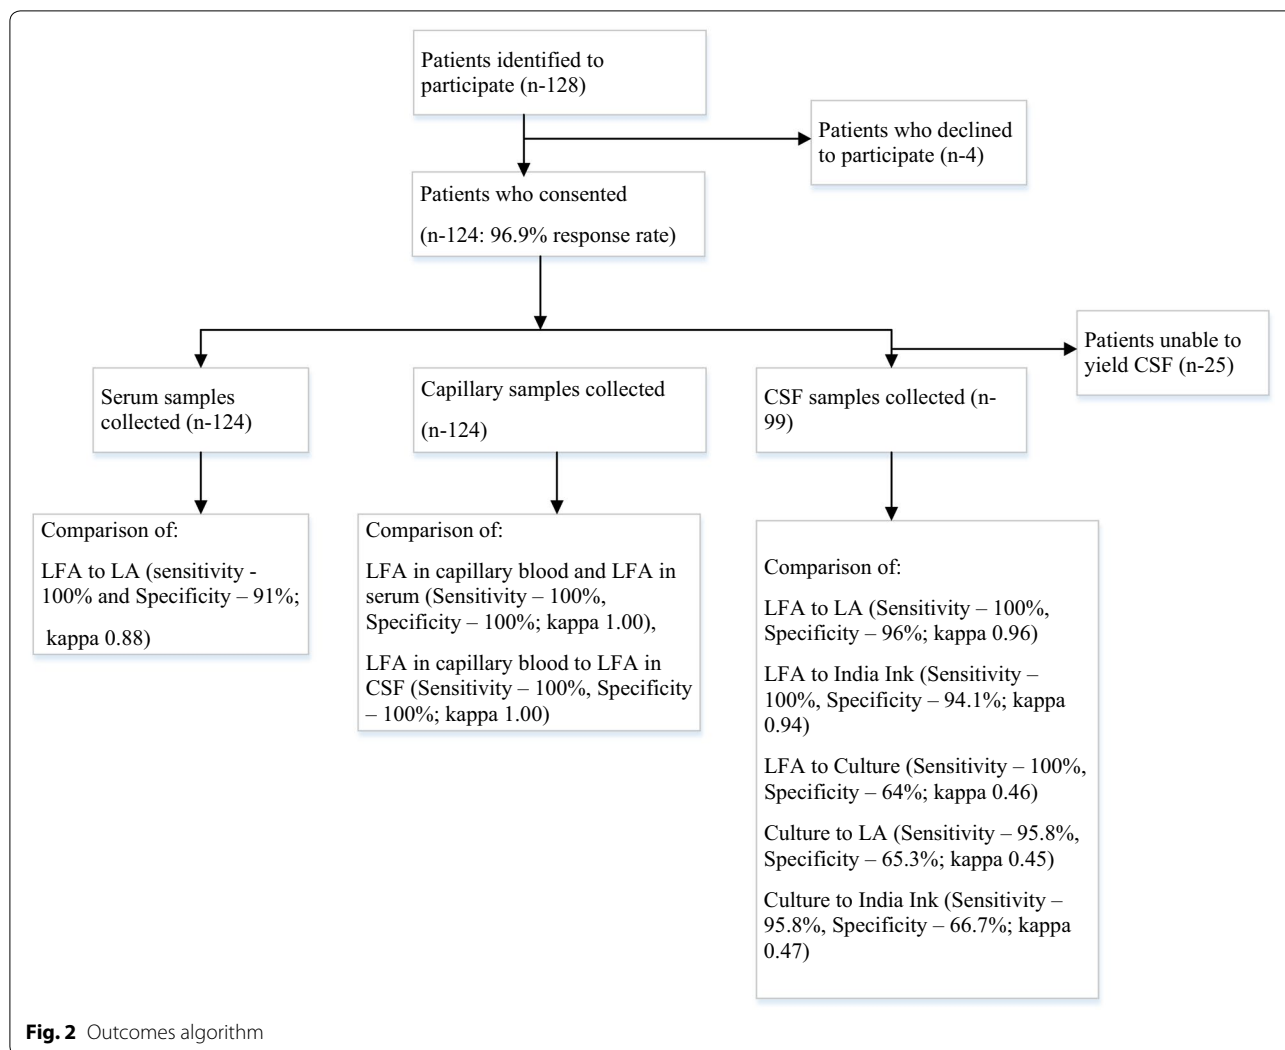 Patients identified to
participate (n-128)
Patients who declined
to participate (n-4)
Patients who consented
(n-124: 96.9% response rate)
Patients unable to
yield CSF (n-25)
Serum samples
collected (n-124)
Capillary samples collected
(n-124)
CSF samples collected (n-
99)
Comparison of:
LFA to LA (sensitivity -
100% and Specificity – 91%;
kappa 0.88)
Comparison of:
LFA in capillary blood and LFA in
serum (Sensitivity – 100%,
Specificity – 100%; kappa 1.00),
LFA in capillary blood to LFA in
CSF (Sensitivity – 100%, Specificity
– 100%; kappa 1.00)
Comparison of:
LFA to LA (Sensitivity – 100%,
Specificity – 96%; kappa 0.96)
LFA to India Ink (Sensitivity –
100%, Specificity – 94.1%; kappa
0.94)
LFA to Culture (Sensitivity – 100%,
Specificity – 64%; kappa 0.46)
Culture to LA (Sensitivity – 95.8%,
Specificity – 65.3%; kappa 0.45)
Culture to India Ink (Sensitivity –
95.8%, Specificity – 66.7%; kappa
0.47)
Fig. 2 Outcomes algorithm